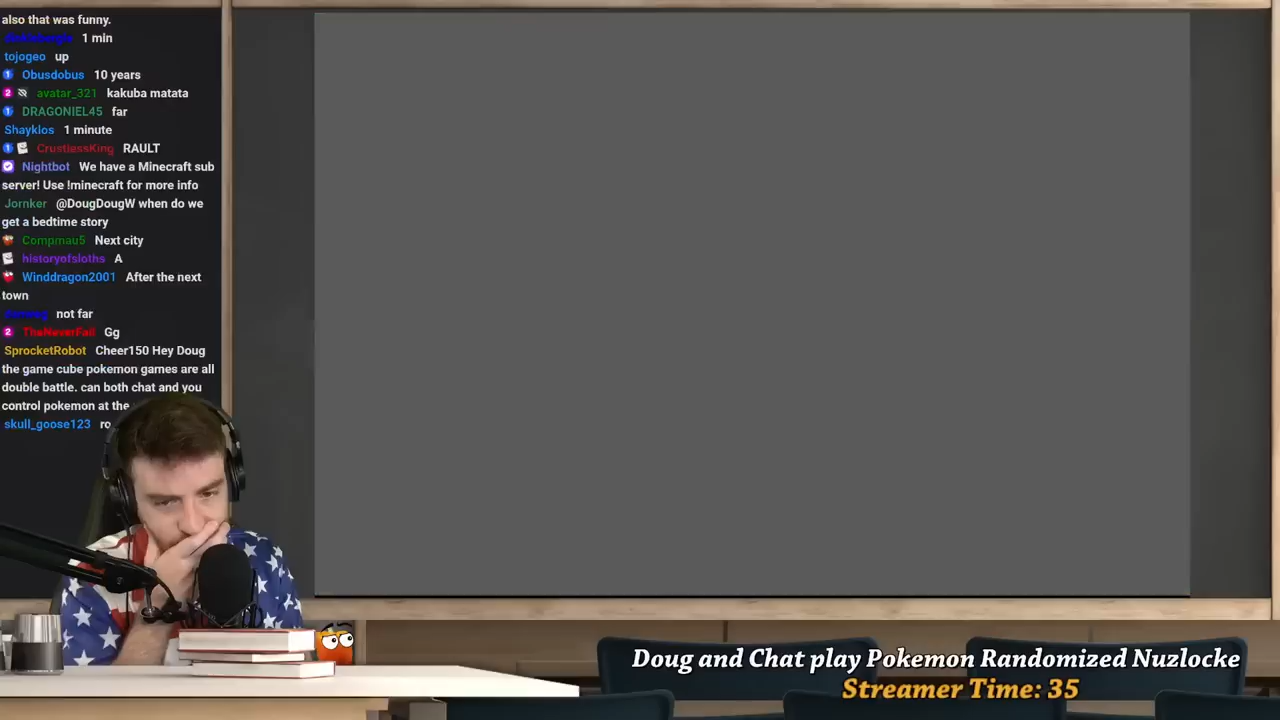 also that was funny.
1 min
tojogeo up
Obusdobus 10 years
avatar_321 kakuba matata
DRAGONIEL45 far
Shayklos 1 minute
CrustlessKing RAULT
Nightbot We have a Minecraft sub
server! Use !minecraft for more info
Jornker @DougDougW when do we
get a bedtime story
Compmau5 Next city
historyofsloths A
Winddragon2001 After the next
town
not far
TheNeverFail Gg
SprocketRobot Cheer150 Hey Doug
the game cube pokemon games are all
double battle. can both chat and you
control pokemon at the
skull_goose123 ro
Doug and Chat play Pokemon Randomized Nuzlocke
Streamer Time: 35